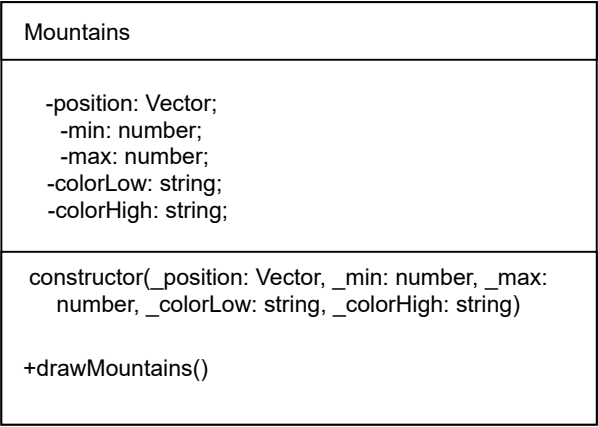 Mountains
-position: Vector;
-min: number;
-max: number;
-colorLow: string;
-colorHigh: string;
constructor(_position: Vector, _min: number, _max:
number, _colorLow: string, _colorHigh: string)
+drawMountains()